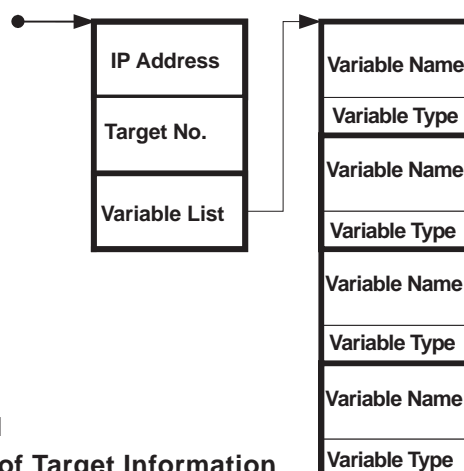 IP Address
Target No.
Variable List
Variable Name
Variable Type
Variable Name
Variable Type
Variable Name
Variable Type
Variable Name
Variable Type
of Target Information